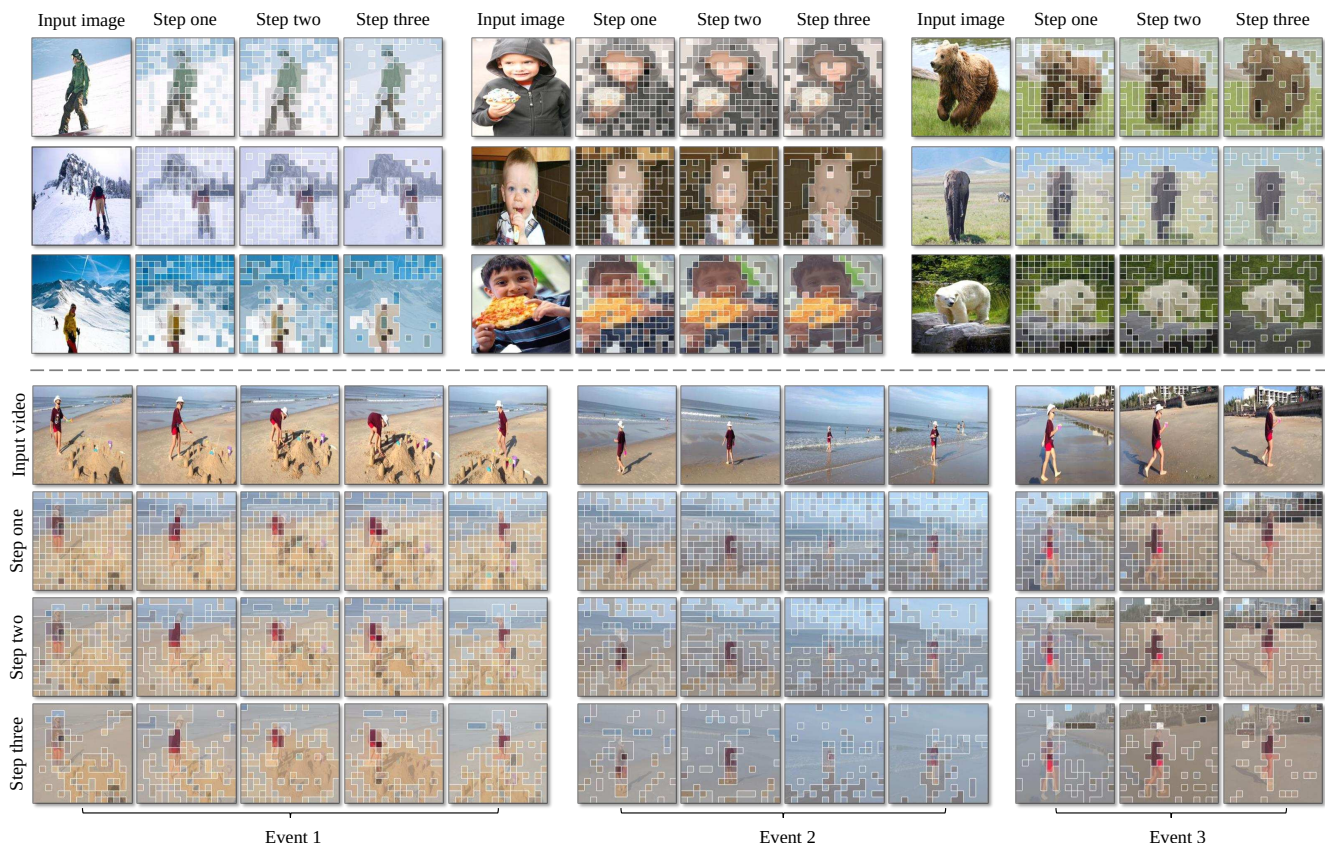 Input image Step one Step two Step three Input image Step one Step two Step three Input image Step one Step two Step three
Input video
Step one
Step two
Step three
Event 1 Event 2 Event 3